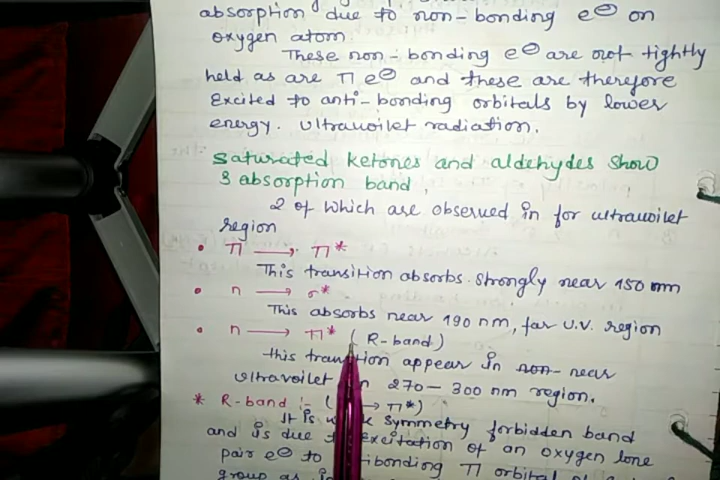 absorption due to non-bonding e⊖ on
oxygen atom.
These non-bonding e⊖ are not tightly
held as are π e⊖ and these are therefore
Excited to anti-bonding orbitals by lower
energy. Ultravoilet radiation.
Saturated ketones and aldehydes show
3 absorption band,
2 of which are observed in for ultravoilet
region
• π → π*
This transition absorbs strongly near 150 nm
• n → σ*
This absorbs near 190 nm, far U.V. region
• n → π* (R-band)
this transition appear in non- near
ultravoilet in 270-300 nm region.
* R-band :- ( → π*)
It is symmetry forbidden band
and is due excitation of an oxygen lone
pair e⊖ to π orbital of
group as